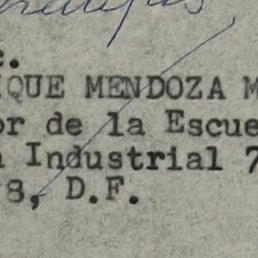 c.
IQUE MENDOZA M
or de la Escue
a Industrial 7
8, D.F.